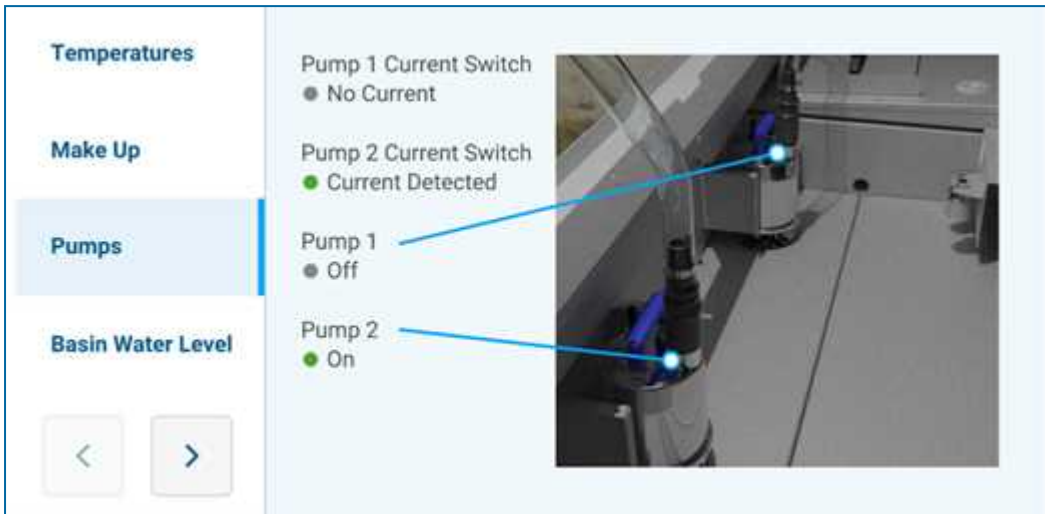 Temperatures
Make Up
Pumps
Basin Water Level
Pump 1 Current Switch
No Current
Pump 2 Current Switch
Current Detected
Pump 1
Off
Pump 2
On